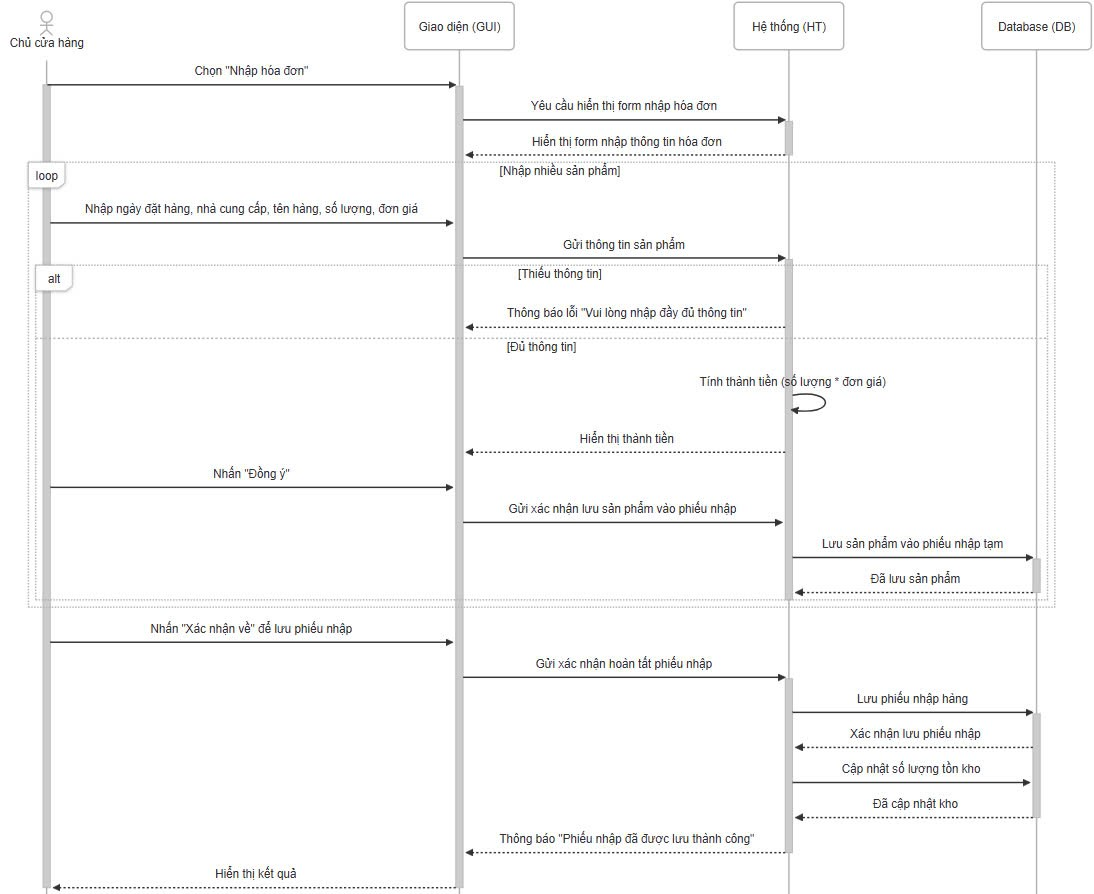 Chủ cửa hàng
Giao diện (GUI)
Hệ thống (HT)
Database (DB)
Chọn "Nhập hóa đơn"
Yêu cầu hiển thị form nhập hóa đơn
Hiển thị form nhập thông tin hóa đơn
loop
[Nhập nhiều sản phẩm]
Nhập ngày đặt hàng, nhà cung cấp, tên hàng, số lượng, đơn giá
Gửi thông tin sản phẩm
alt
[Thiếu thông tin]
Thông báo lỗi "Vui lòng nhập đầy đủ thông tin"
[Đủ thông tin]
Tính thành tiền (số lượng * đơn giá)
Hiển thị thành tiền
Nhấn "Đồng ý"
Gửi xác nhận lưu sản phẩm vào phiếu nhập
Lưu sản phẩm vào phiếu nhập tạm
Đã lưu sản phẩm
Nhấn "Xác nhận về" để lưu phiếu nhập
Gửi xác nhận hoàn tất phiếu nhập
Lưu phiếu nhập hàng
Xác nhận lưu phiếu nhập
Cập nhật số lượng tồn kho
Đã cập nhật kho
Thông báo "Phiếu nhập đã được lưu thành công"
Hiển thị kết quả